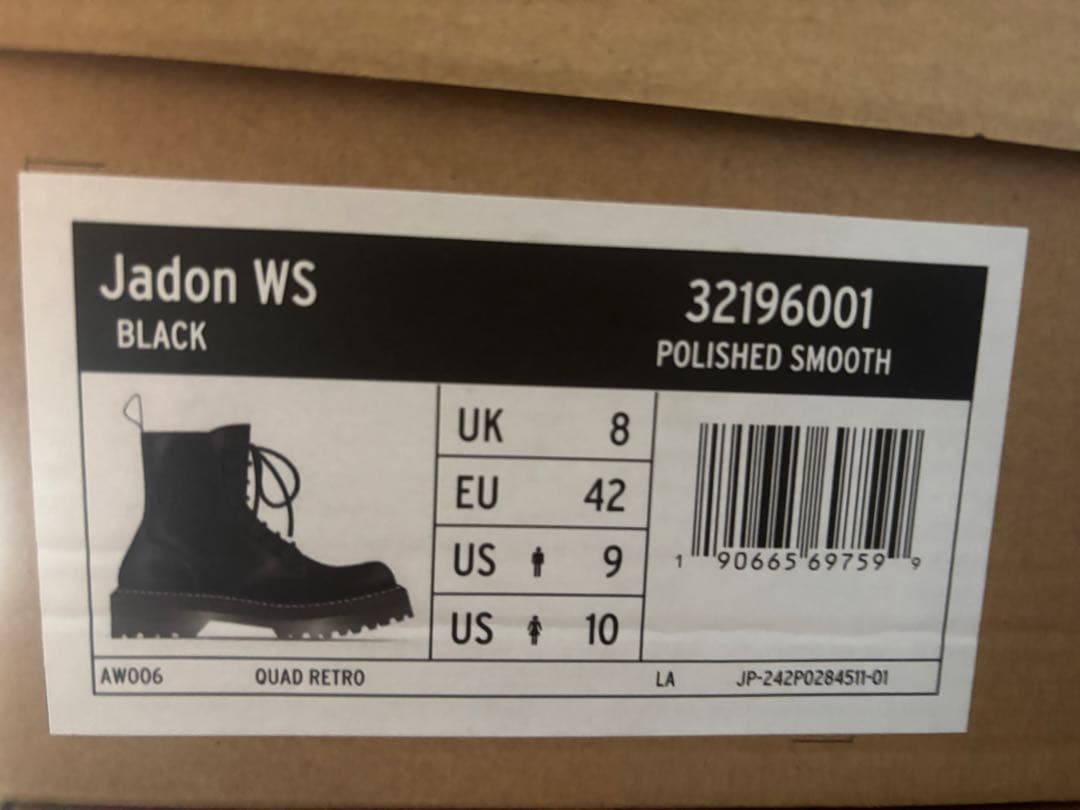 Jadon WS
BLACK
32196001
POLISHED SMOOTH
UK 8
EU 42
US 9
US 10
1 90665 69759 9
AW006 QUAD RETRO LA JP-242P0284511-01